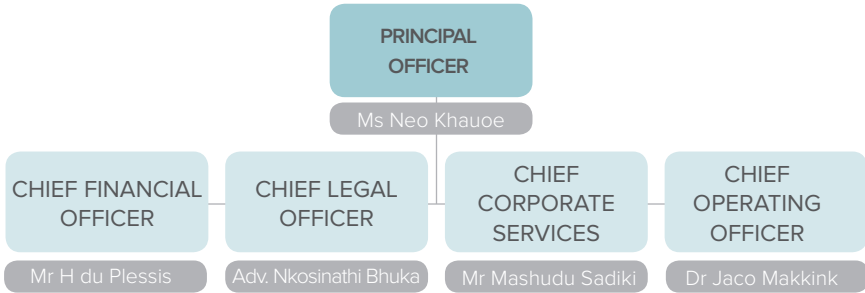 PRINCIPAL
OFFICER
Ms Neo Khauoe
CHIEF FINANCIAL
OFFICER
Mr H du Plessis
CHIEF LEGAL
OFFICER
Adv. Nkosinathi Bhuka
CHIEF
CORPORATE
SERVICES
Mr Mashudu Sadiki
CHIEF
OPERATING
OFFICER
Dr Jaco Makkink